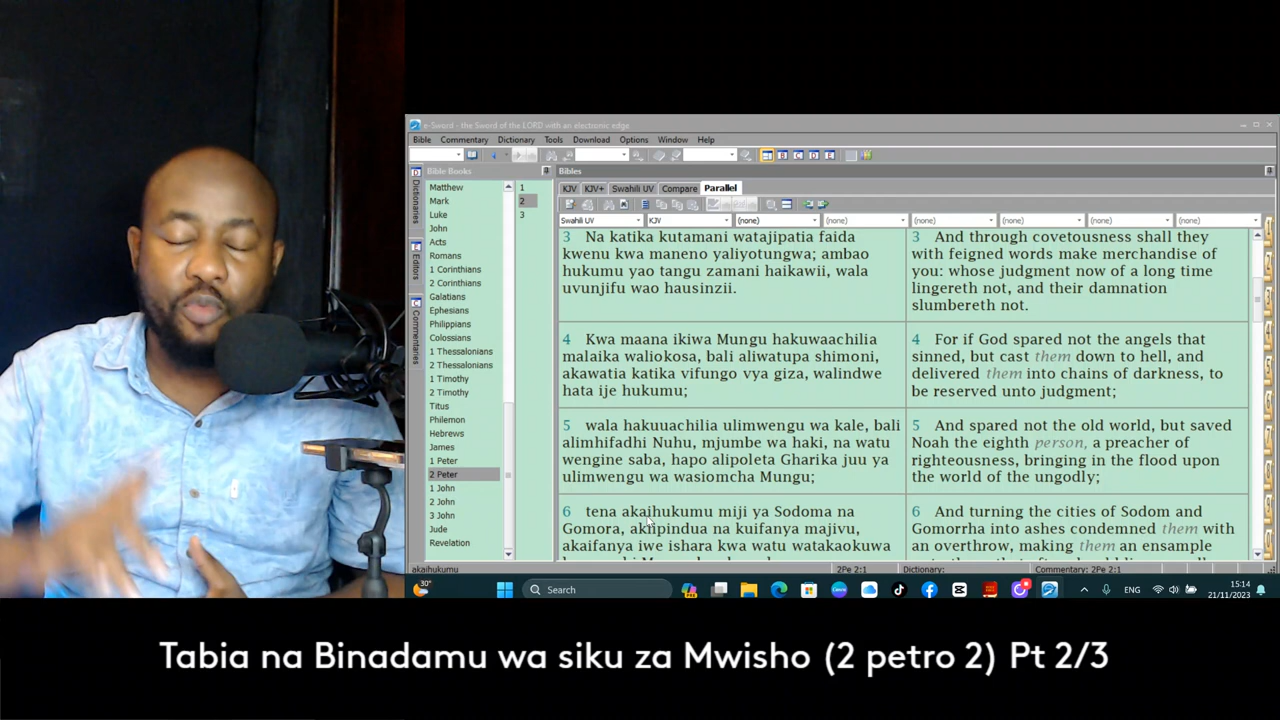 e-Sword - the Sword of the LORD with an electronic edge
Bible Commentary Dictionary Tools Download Options Window Help
Bible Books
Bibles
Dictionaries
Editors
Commentaries
Matthew
Mark
Luke
John
Acts
Romans
1 Corinthians
2 Corinthians
Galatians
Ephesians
Philippians
Colossians
1 Thessalonians
2 Thessalonians
1 Timothy
2 Timothy
Titus
Philemon
Hebrews
James
1 Peter
2 Peter
1 John
2 John
3 John
Jude
Revelation
1
2
3
KJV KJV+ Swahili UV Compare Parallel
Swahili UV KJV (none) (none) (none) (none) (none) (none)
3 Na katika kutamani watajipatia faida
kwenu kwa maneno yaliyotungwa; ambao
hukumu yao tangu zamani haikawii, wala
uvunjifu wao hausinzii.
3 And through covetousness shall they
with feigned words make merchandise of
you: whose judgment now of a long time
lingereth not, and their damnation
slumbereth not.
4 Kwa maana ikiwa Mungu hakuwaachilia
malaika waliokosa, bali aliwatupa shimoni,
akawatia katika vifungo vya giza, walindwe
hata ije hukumu;
4 For if God spared not the angels that
sinned, but cast them down to hell, and
delivered them into chains of darkness, to
be reserved unto judgment;
5 wala hakuuachilia ulimwengu wa kale, bali
alimhifadhi Nuhu, mjumbe wa haki, na watu
wengine saba, hapo alipoleta Gharika juu ya
ulimwengu wa wasiomcha Mungu;
5 And spared not the old world, but saved
Noah the eighth person, a preacher of
righteousness, bringing in the flood upon
the world of the ungodly;
6 tena akaihukumu miji ya Sodoma na
Gomora, akiipindua na kuifanya majivu,
akaifanya iwe ishara kwa watu watakaokuwa
6 And turning the cities of Sodom and
Gomorrha into ashes condemned them with
an overthrow, making them an ensample
akaihukumu
2Pe 2:1
Dictionary:
Commentary: 2Pe 2:1
30°
Search
ENG
15:14
21/11/2023
Tabia na Binadamu wa siku za Mwisho (2 petro 2) Pt 2/3